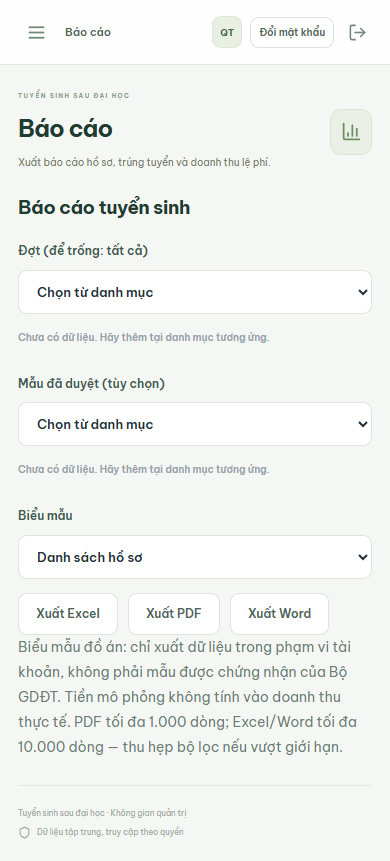 Báo cáo
QT
Đổi mật khẩu
TUYỂN SINH SAU ĐẠI HỌC
Báo cáo
Xuất báo cáo hồ sơ, trúng tuyển và doanh thu lệ phí.
Báo cáo tuyển sinh
Đợt (để trống: tất cả)
Chọn từ danh mục
Chưa có dữ liệu. Hãy thêm tại danh mục tương ứng.
Mẫu đã duyệt (tùy chọn)
Chọn từ danh mục
Chưa có dữ liệu. Hãy thêm tại danh mục tương ứng.
Biểu mẫu
Danh sách hồ sơ
Xuất Excel
Xuất PDF
Xuất Word
Biểu mẫu đồ án: chỉ xuất dữ liệu trong phạm vi tài
khoản, không phải mẫu được chứng nhận của Bộ
GDĐT. Tiền mô phỏng không tính vào doanh thu
thực tế. PDF tối đa 1.000 dòng; Excel/Word tối đa
10.000 dòng — thu hẹp bộ lọc nếu vượt giới hạn.
Tuyển sinh sau đại học · Không gian quản trị
Dữ liệu tập trung, truy cập theo quyền